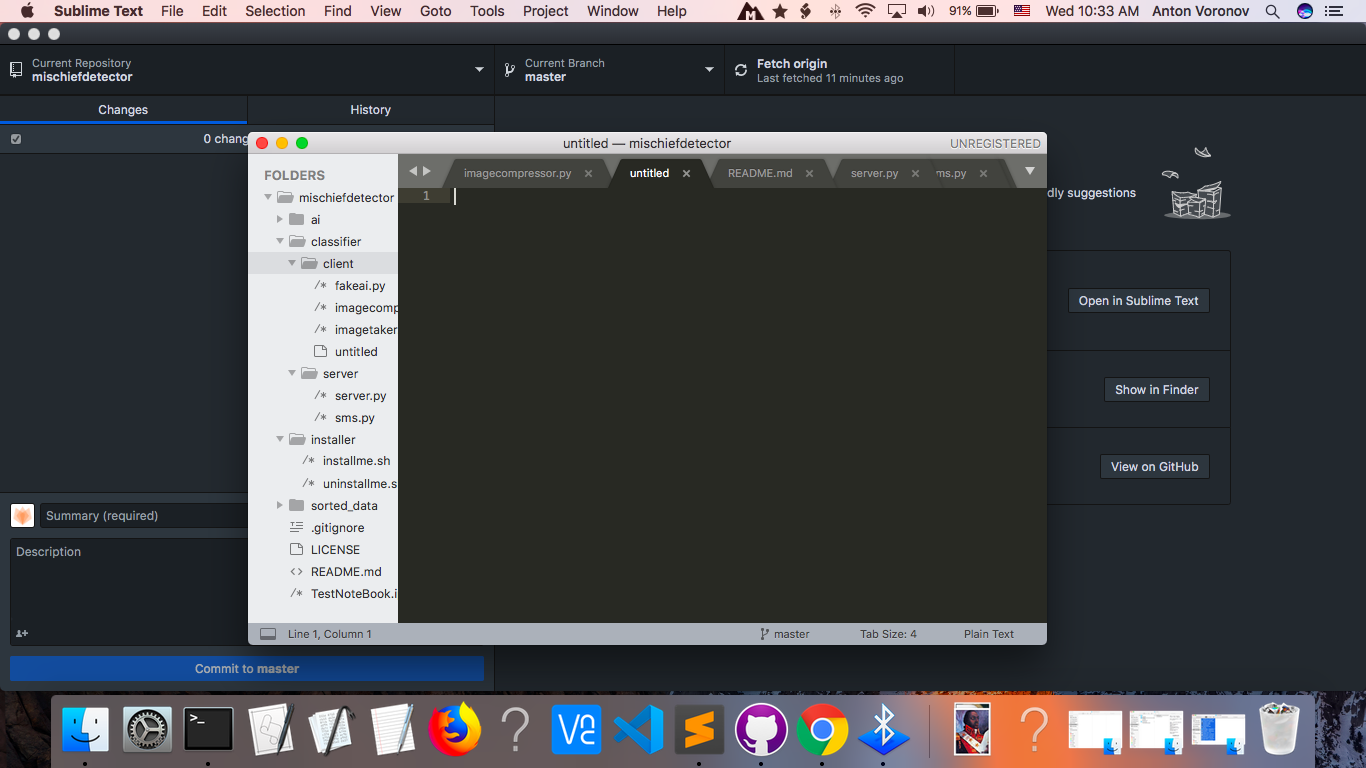 Sublime Text File Edit Selection Find View Goto Tools Project Window Help 91% Wed 10:33 AM Anton Voronov
Current Repository
mischiefdetector
Current Branch
master
Fetch origin
Last fetched 11 minutes ago
Changes
History
0 chang
untitled — mischiefdetector
UNREGISTERED
FOLDERS
mischiefdetector
ai
classifier
client
/* fakeai.py
/* imagecomp
/* imagetaker
untitled
server
/* server.py
/* sms.py
installer
/* installme.sh
/* uninstallme.s
sorted_data
.gitignore
LICENSE
<> README.md
/* TestNoteBook.i
imagecompressor.py × untitled × README.md × server.py × ms.py ×
1
Line 1, Column 1
master
Tab Size: 4
Plain Text
dly suggestions
Open in Sublime Text
Show in Finder
View on GitHub
Summary (required)
Description
Commit to master
>_
?
?